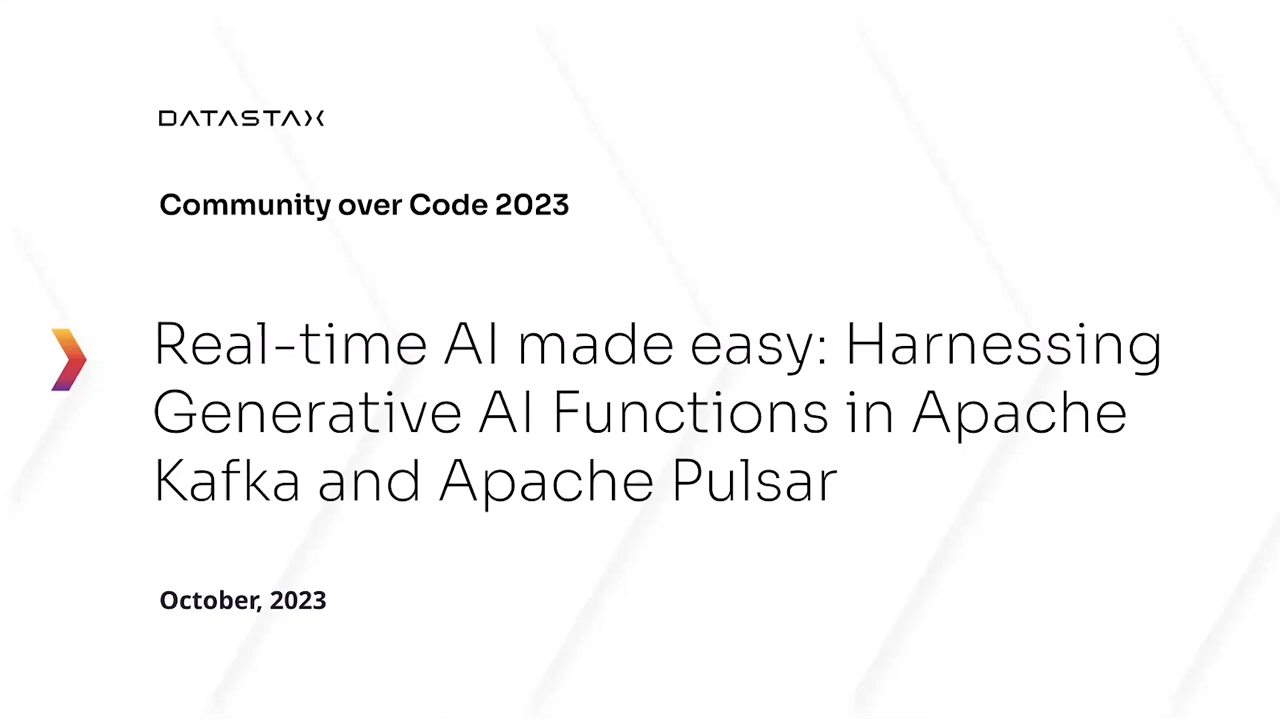 DATASTAX
Community over Code 2023
Real-time AI made easy: Harnessing
Generative AI Functions in Apache
Kafka and Apache Pulsar
October, 2023